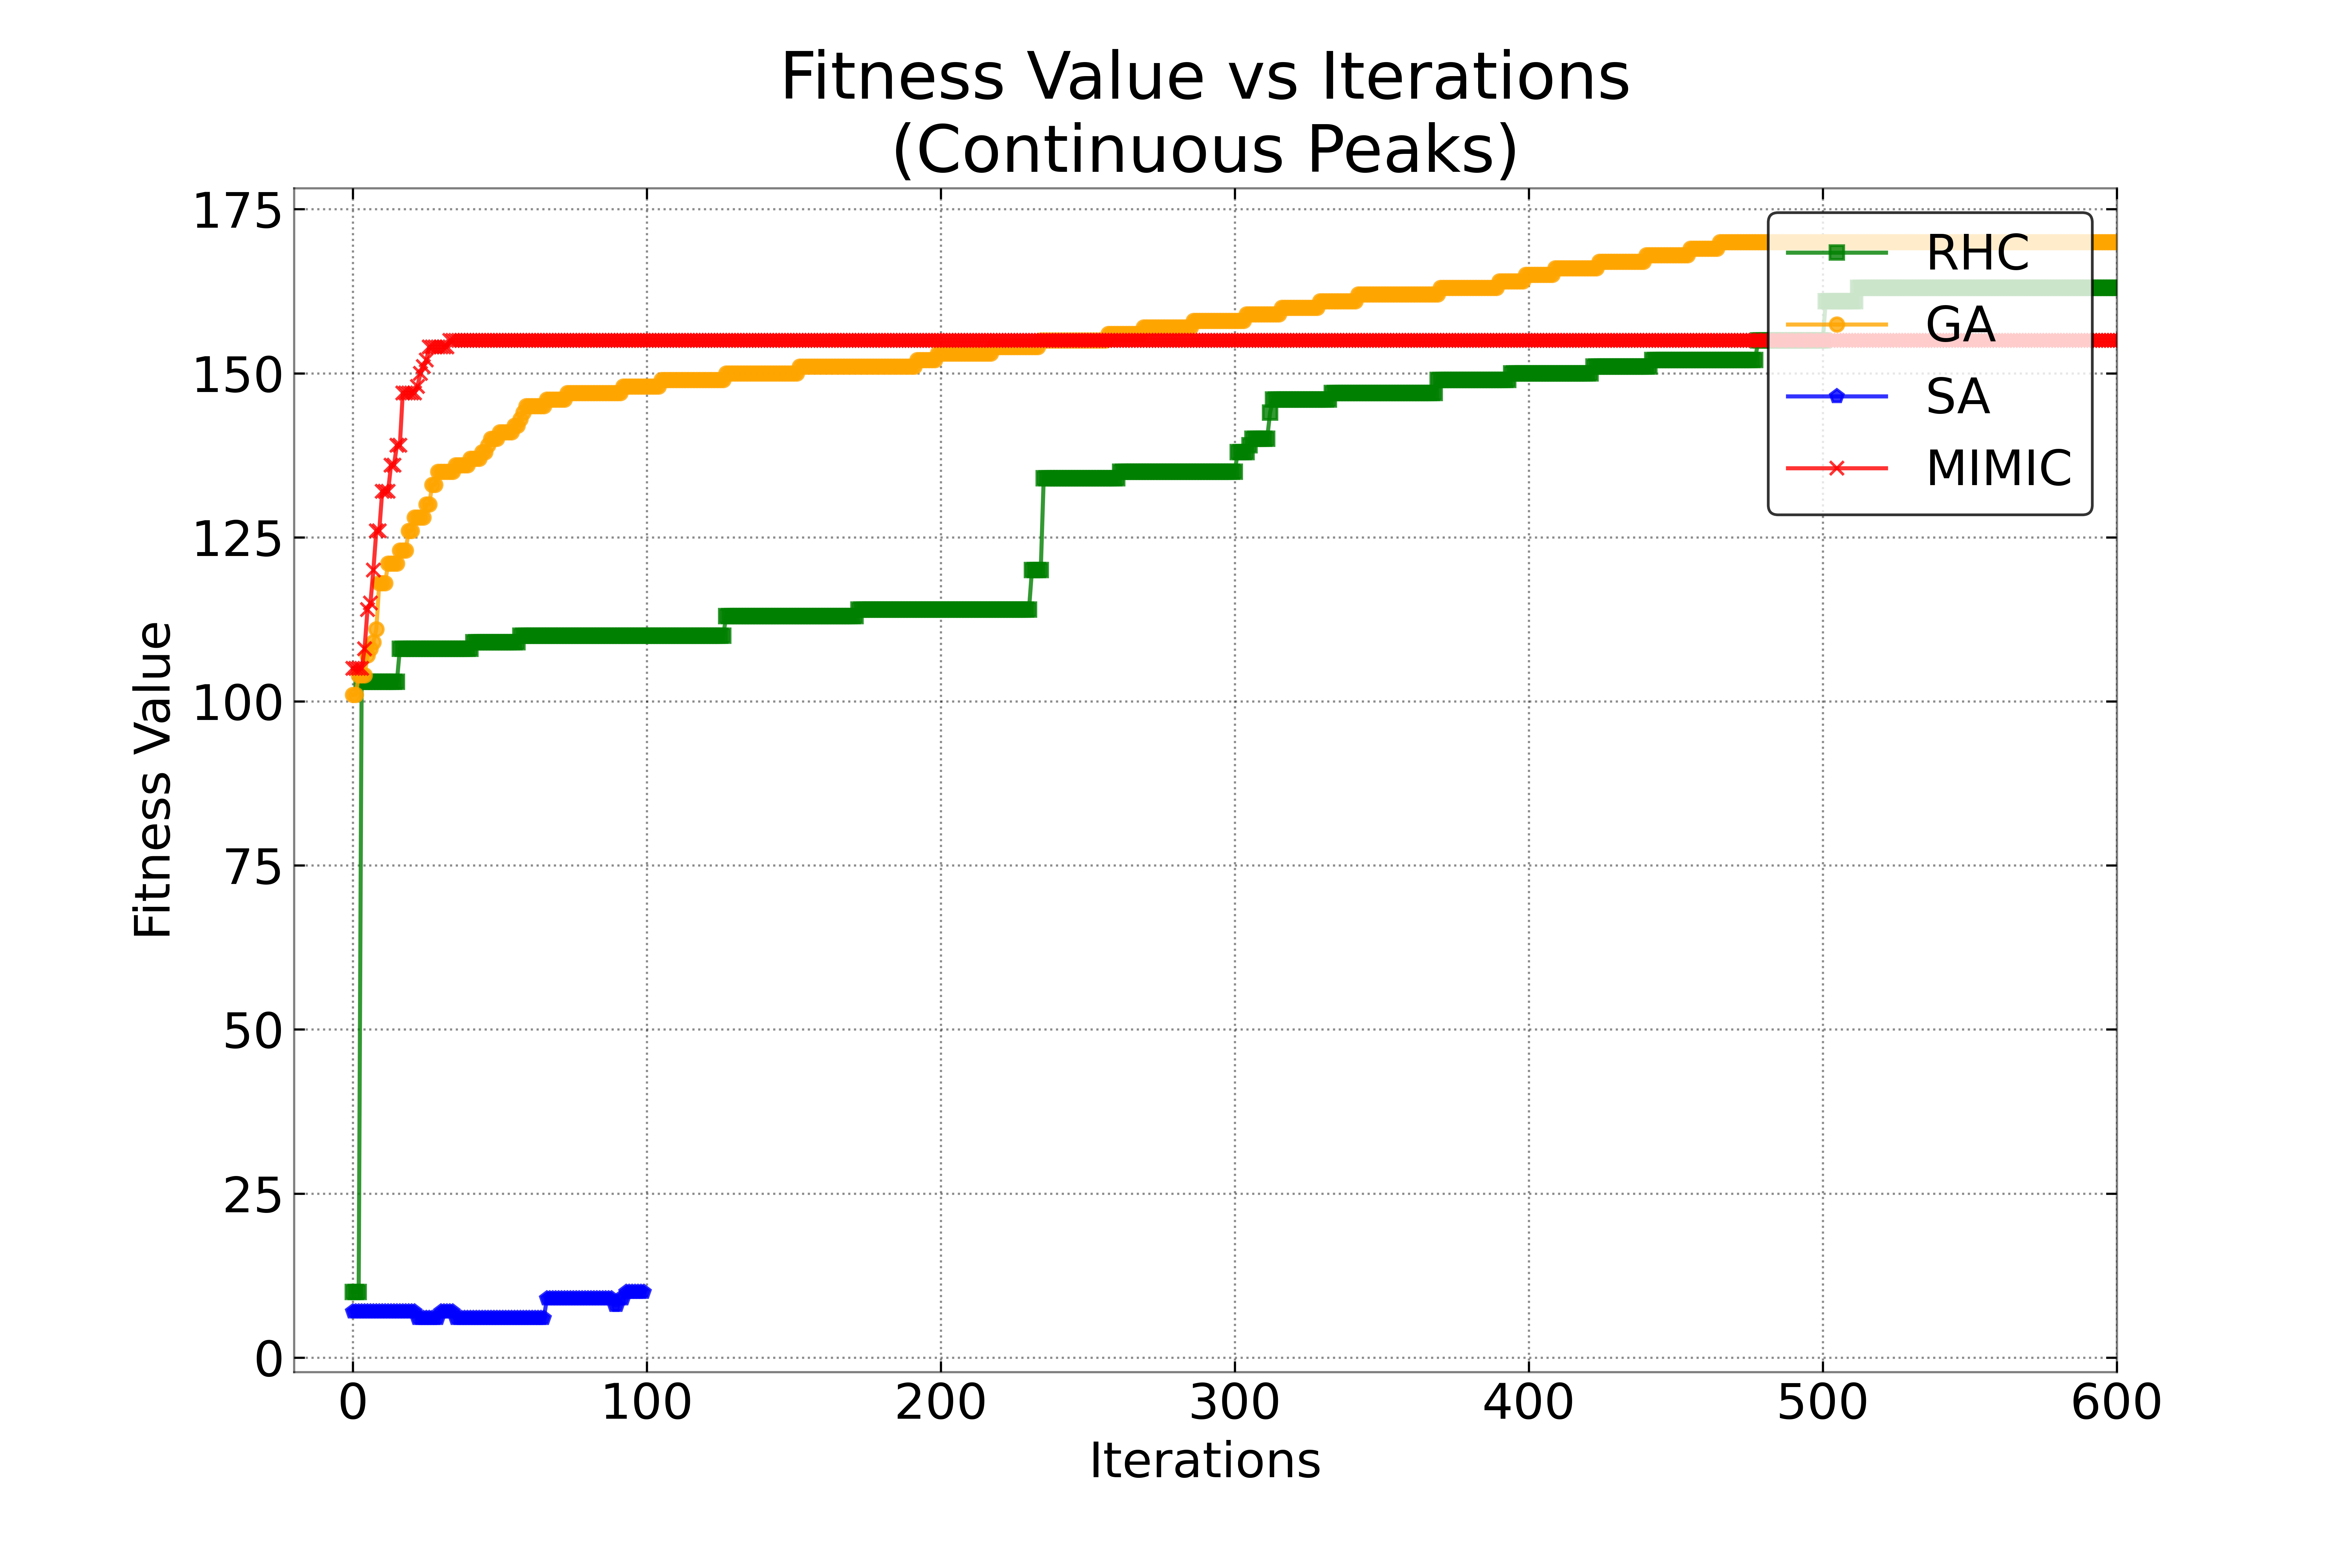 Fitness Value vs Iterations
(Continuous Peaks)
175
150
125
100
75
50
25
0
Fitness Value
RHC
GA
SA
MIMIC
0 100 200 300 400 500 600
Iterations